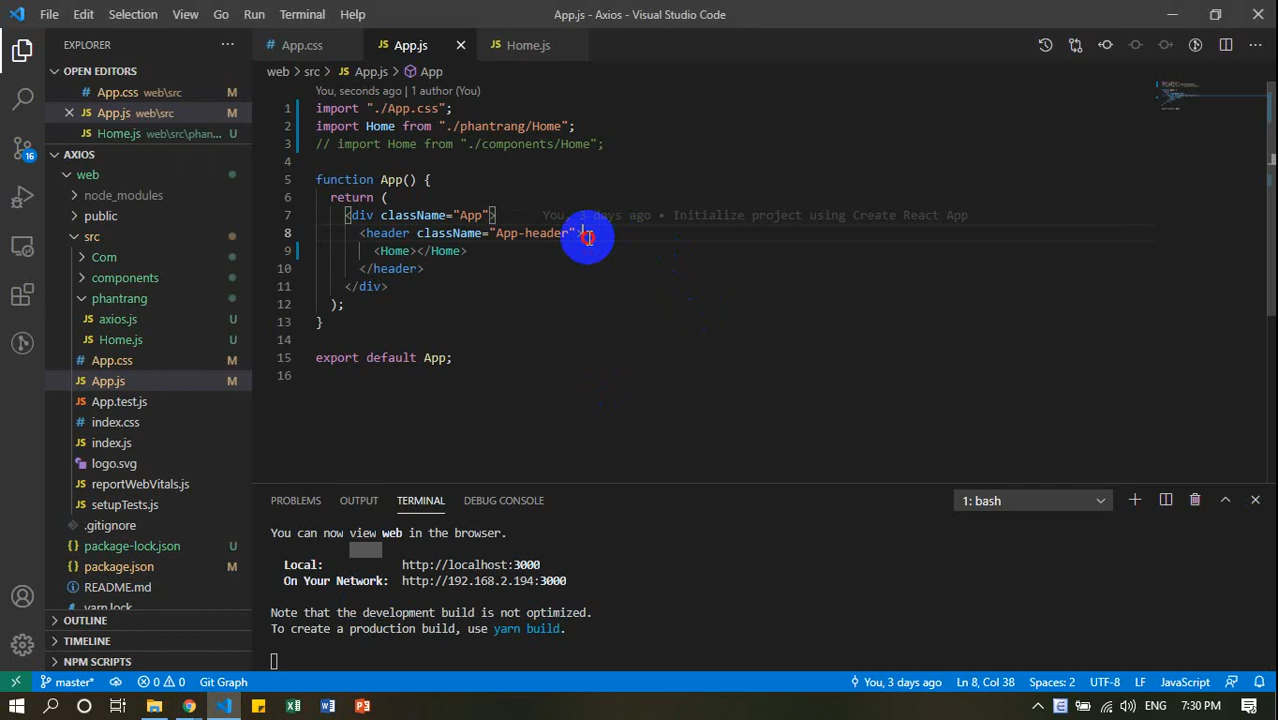 File Edit Selection View Go Run Terminal Help App.js - Axios - Visual Studio Code
EXPLORER
App.css
App.js
Home.js
OPEN EDITORS
App.css web\src M
App.js web\src M
Home.js web\src\phan... U
AXIOS
web
node_modules
public
src
Com
components
phantrang
axios.js U
Home.js U
App.css M
App.js M
App.test.js
index.css
index.js
logo.svg
reportWebVitals.js
setupTests.js
.gitignore
package-lock.json M
package.json M
README.md
yarn.lock
OUTLINE
TIMELINE
NPM SCRIPTS
16
web > src > App.js > App
You, seconds ago | 1 author (You)
1 import "./App.css";
2 import Home from "./phantrang/Home";
3 // import Home from "./components/Home";
4
5 function App() {
6 return (
7 <div className="App"> You, 3 days ago • Initialize project using Create React App
8 <header className="App-header">
9 <Home></Home>
10 </header>
11 </div>
12 );
13 }
14
15 export default App;
16
PROBLEMS OUTPUT TERMINAL DEBUG CONSOLE 1: bash
You can now view web in the browser.
Local: http://localhost:3000
On Your Network: http://192.168.2.194:3000
Note that the development build is not optimized.
To create a production build, use yarn build.
master* 0 0 Git Graph You, 3 days ago Ln 8, Col 38 Spaces: 2 UTF-8 LF JavaScript
ENG 7:30 PM